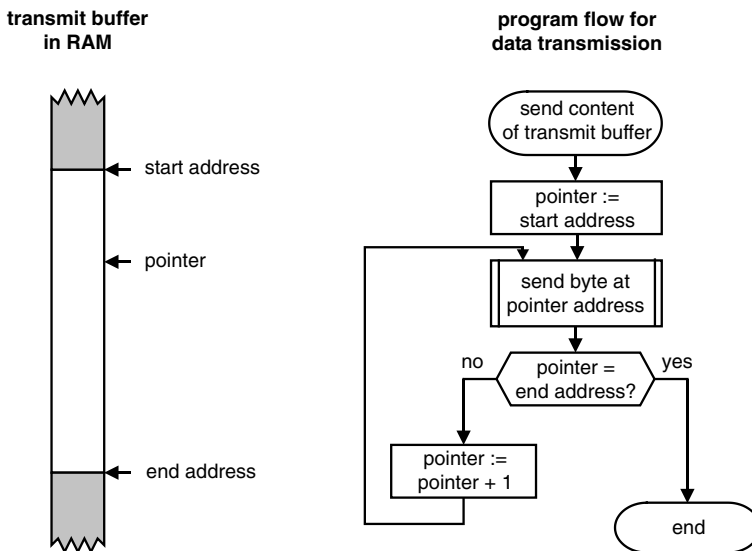 transmit buffer
in RAM
start address
pointer
end address
program flow for
data transmission
send content
of transmit buffer
pointer :=
start address
send byte at
pointer address
no
pointer =
end address?
yes
pointer :=
pointer + 1
end